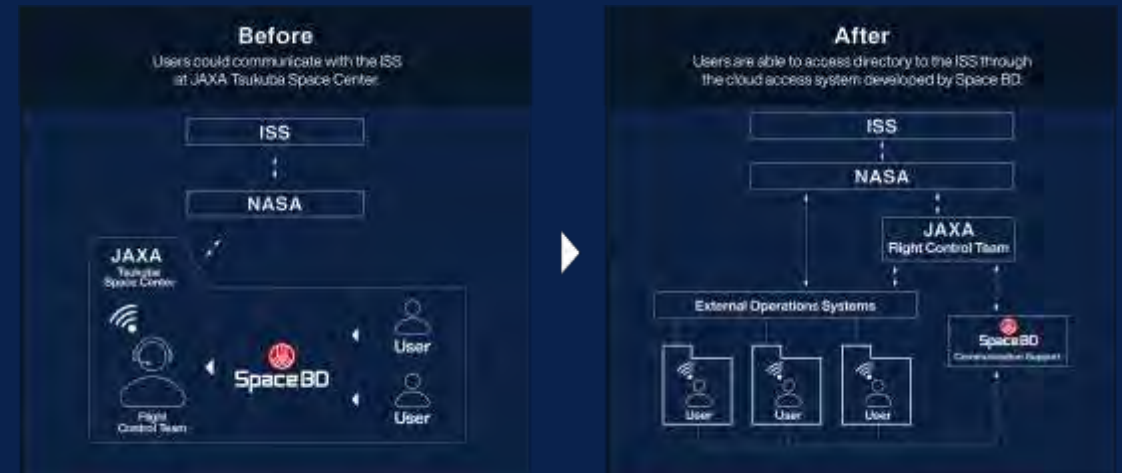 Before
Users could communicate with the ISS
at JAXA Tsukuba Space Center.
ISS
NASA
JAXA
Tsukuba
Space Center
Flight
Control Team
SpaceBD
User
User
After
Users are able to access directory to the ISS through
the cloud access system developed by Space BD.
ISS
NASA
JAXA
Flight Control Team
External Operations Systems
User
User
User
SpaceBD
Communication Support